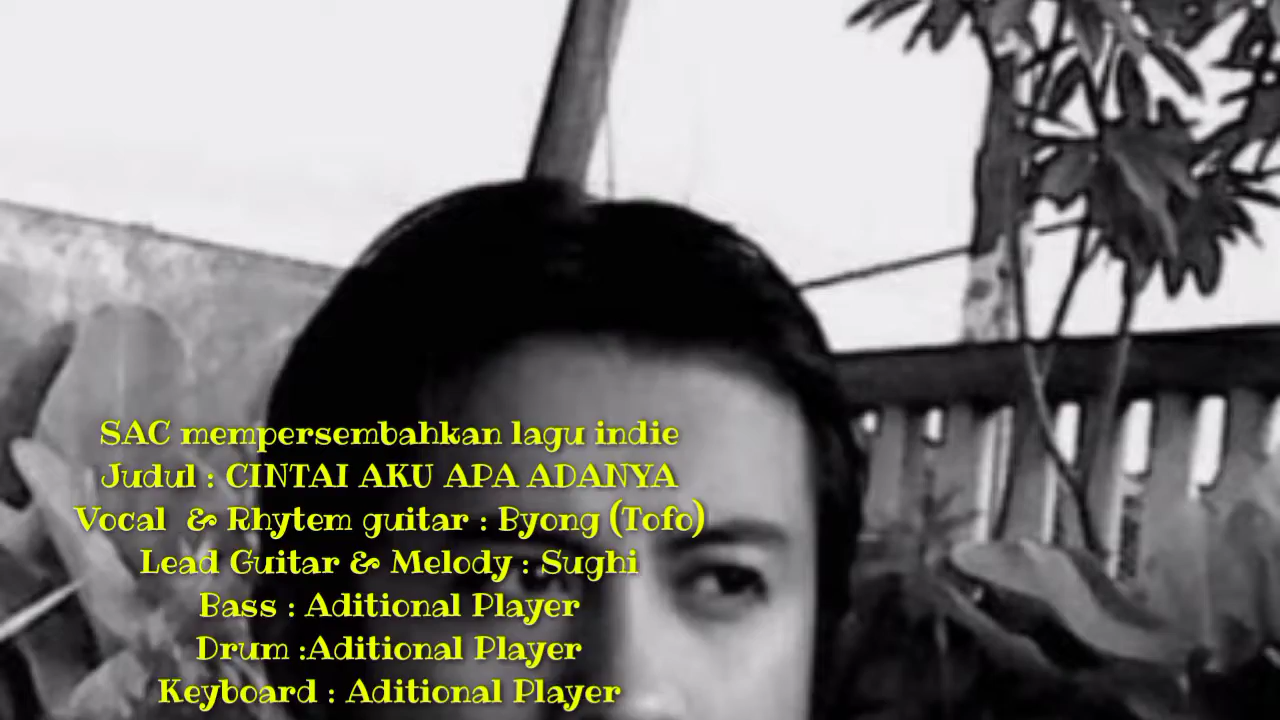 SAC mempersembahkan lagu indie
Judul : CINTAI AKU APA ADANYA
Vocal & Rhytem guitar : Byong (Tofo)
Lead Guitar & Melody : Sughi
Bass : Aditional Player
Drum :Aditional Player
Keyboard : Aditional Player